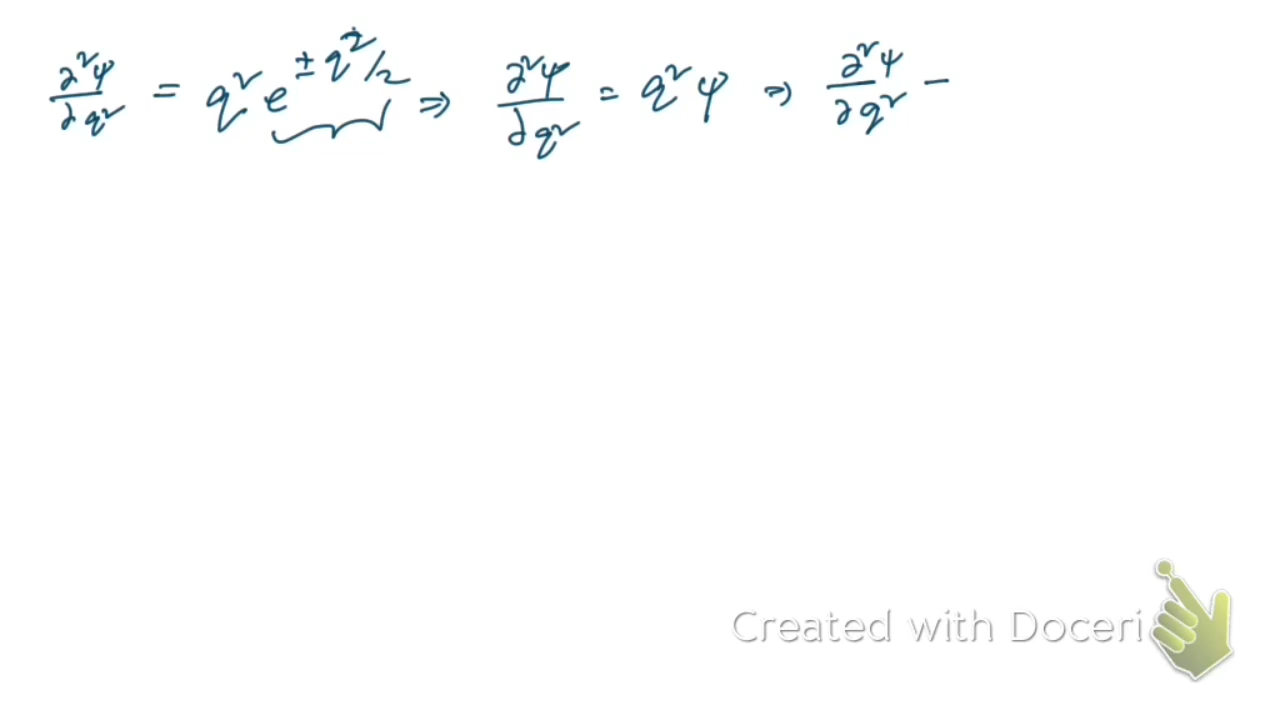 ∂²ψ/∂q² = q² e^(±q²/2) ⇒ ∂²ψ/∂q² = q²ψ ⇒ ∂²ψ/∂q² −
Created with Doceri